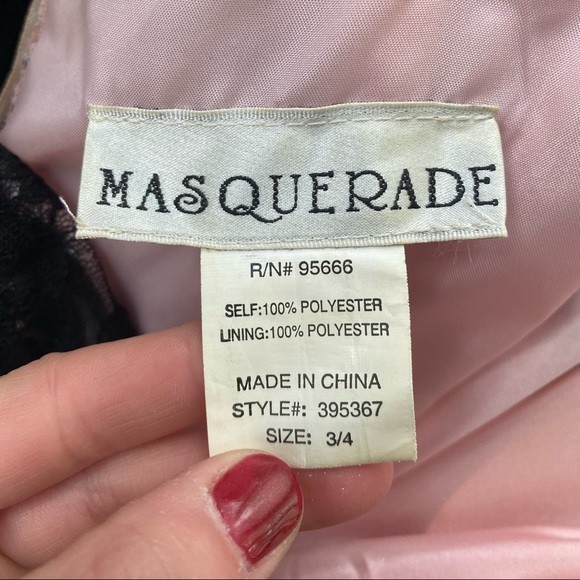 MASQUERADE
R/N# 95666
SELF:100% POLYESTER
LINING:100% POLYESTER
MADE IN CHINA
STYLE#: 395367
SIZE: 3/4